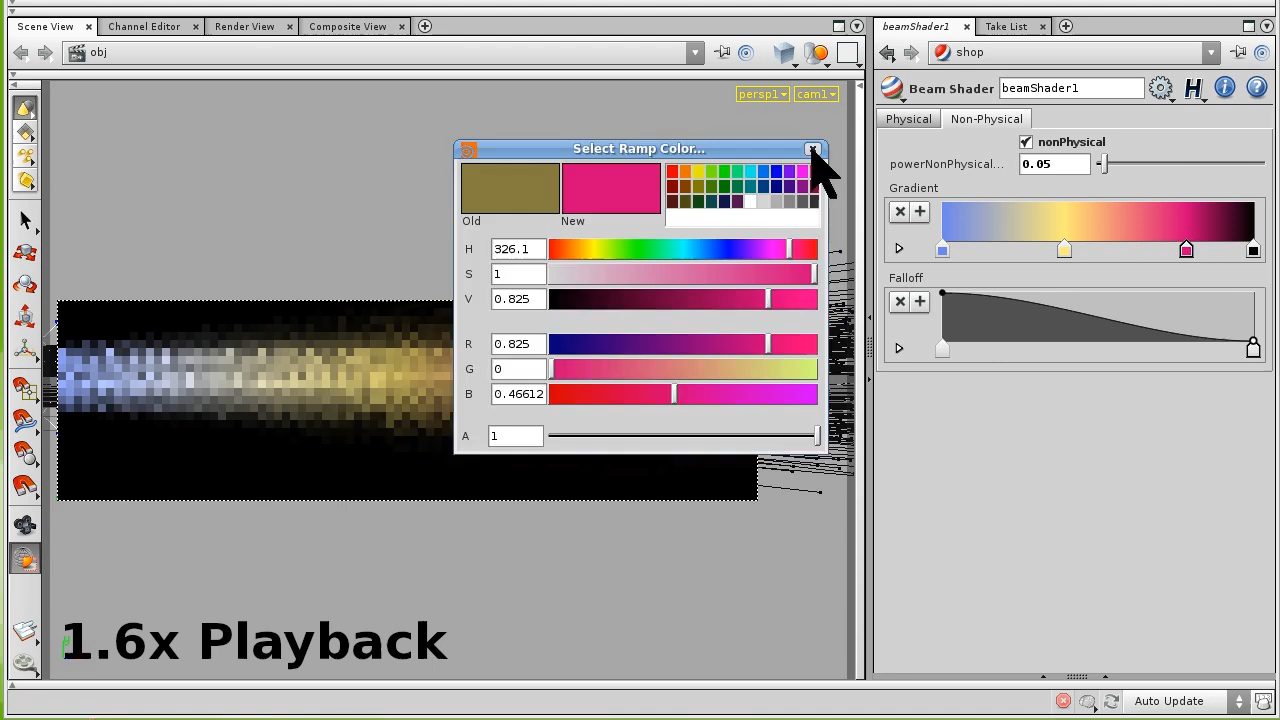 Scene View
Channel Editor
Render View
Composite View
beamShader1
Take List
obj
shop
persp1
cam1
Beam Shader
beamShader1
Physical
Non-Physical
nonPhysical
powerNonPhysical...
0.05
Gradient
Falloff
Select Ramp Color...
Old
New
H
326.1
S
1
V
0.825
R
0.825
G
0
B
0.46612
A
1
1.6x Playback
Auto Update